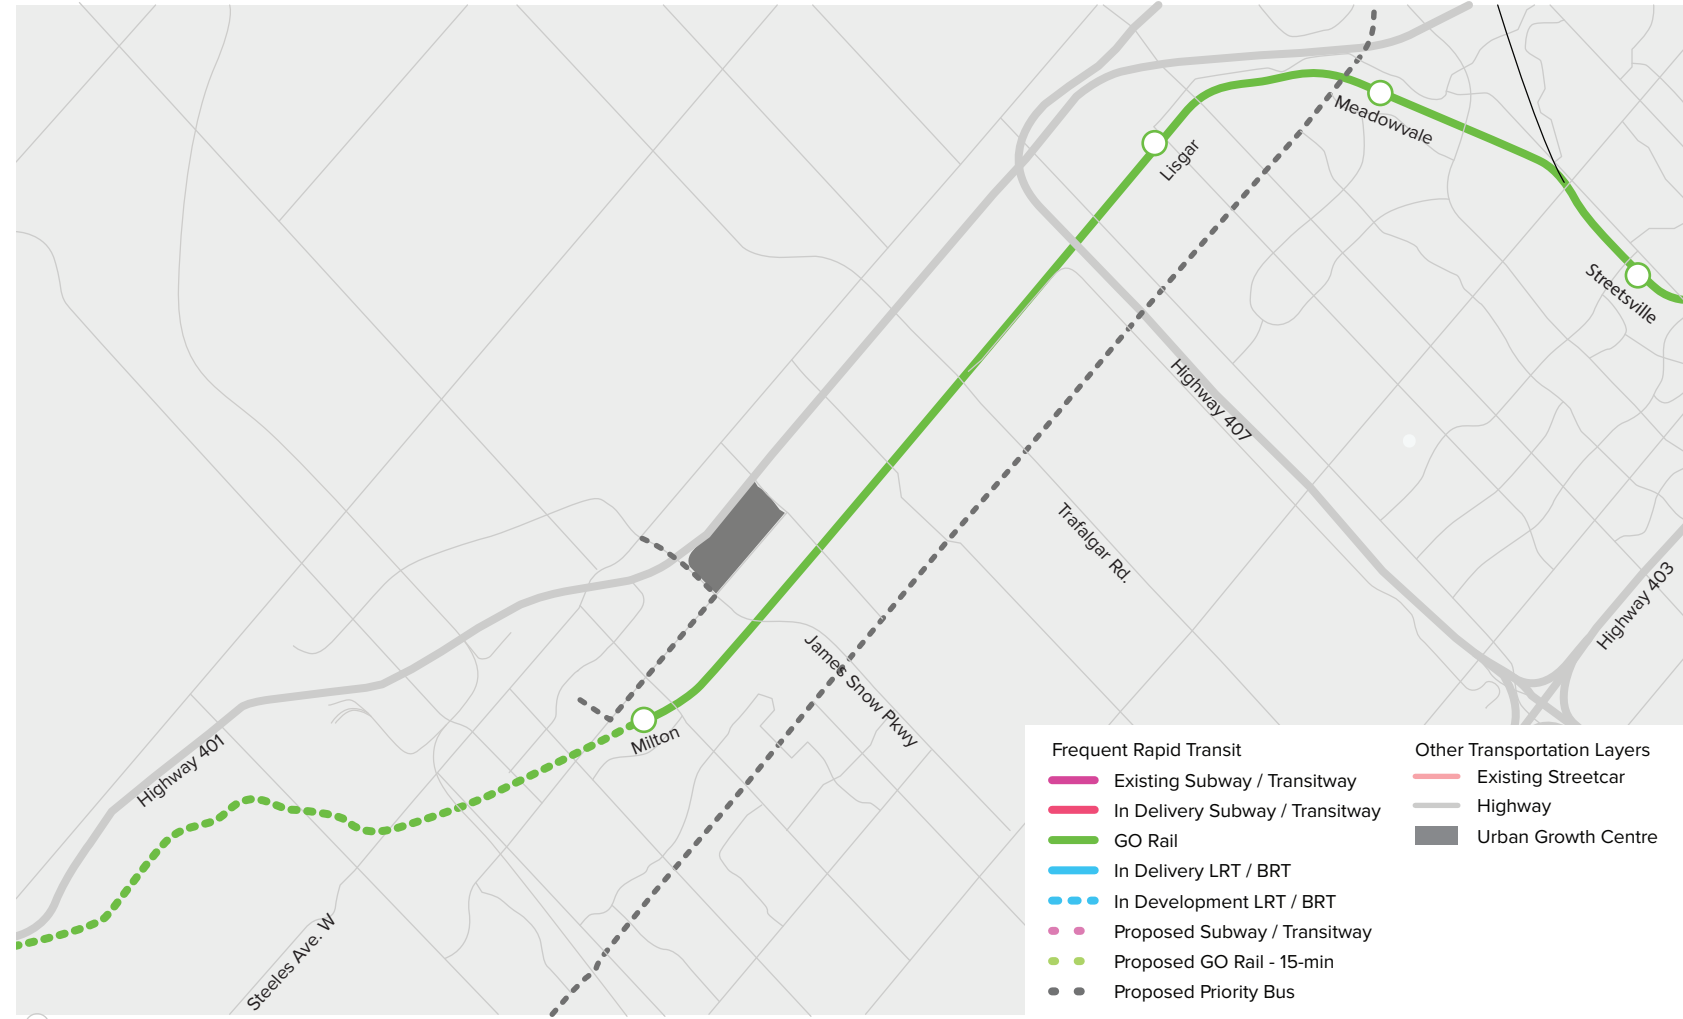 Meadowvale
Lisgar
Streetsville
Highway 407
Trafalgar Rd.
Highway 403
James Snow Pkwy
Milton
Highway 401
Steeles Ave. W
Frequent Rapid Transit
Existing Subway / Transitway
In Delivery Subway / Transitway
GO Rail
In Delivery LRT / BRT
In Development LRT / BRT
Proposed Subway / Transitway
Proposed GO Rail - 15-min
Proposed Priority Bus
Other Transportation Layers
Existing Streetcar
Highway
Urban Growth Centre